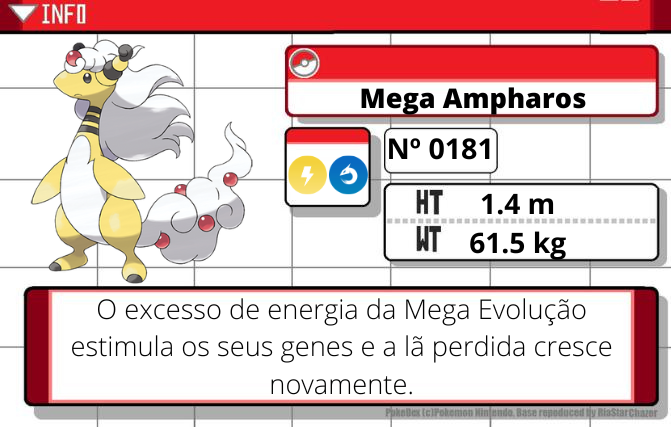 INFO
Mega Ampharos
Nº 0181
HT 1.4 m
WT 61.5 kg
O excesso de energia da Mega Evolução
estimula os seus genes e a lã perdida cresce
novamente.
PokeDex (c)Pokemon Nintendo. Base reproduced by RiaStarChazer